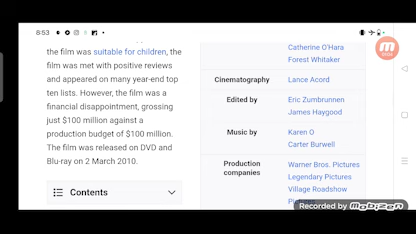 8:53
the film was suitable for children, the
film was met with positive reviews
and appeared on many year-end top
ten lists. However, the film was a
financial disappointment, grossing
just $100 million against a
production budget of $100 million.
The film was released on DVD and
Blu-ray on 2 March 2010.
Contents
Catherine O'Hara
Forest Whitaker
Cinematography Lance Acord
Edited by Eric Zumbrunnen
James Haygood
Music by Karen O
Carter Burwell
Production Warner Bros. Pictures
companies Legendary Pictures
Village Roadshow
Pictures
Recorded by MOBIZEN